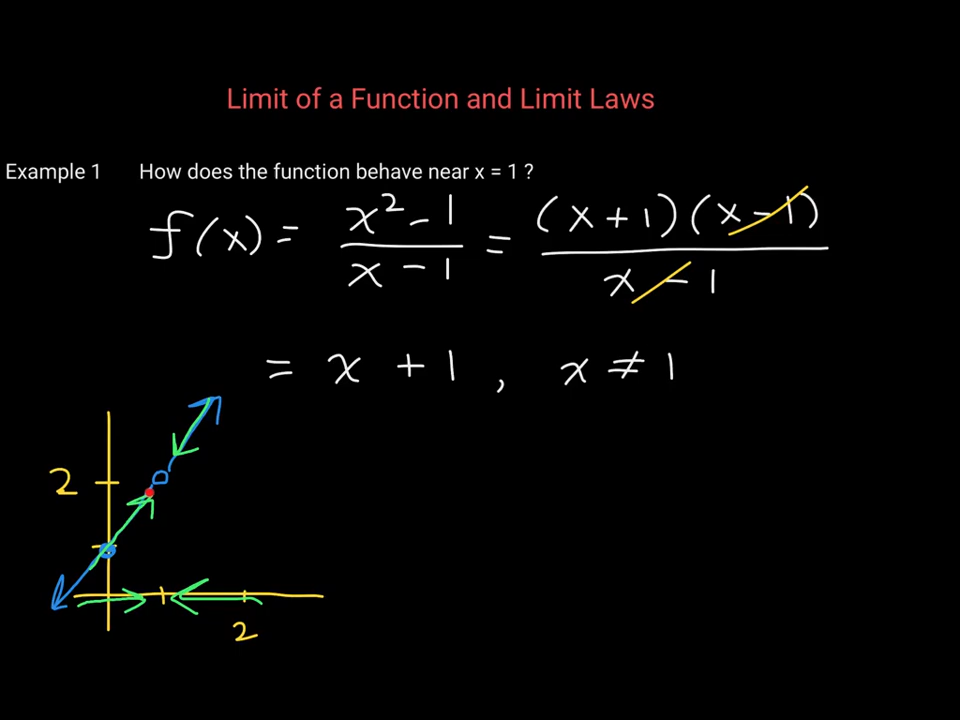 Limit of a Function and Limit Laws
Example 1 How does the function behave near x = 1 ?
f(x) = (x² - 1)/(x - 1) = ((x + 1)(x - 1))/(x - 1)
= x + 1 , x ≠ 1
2
2